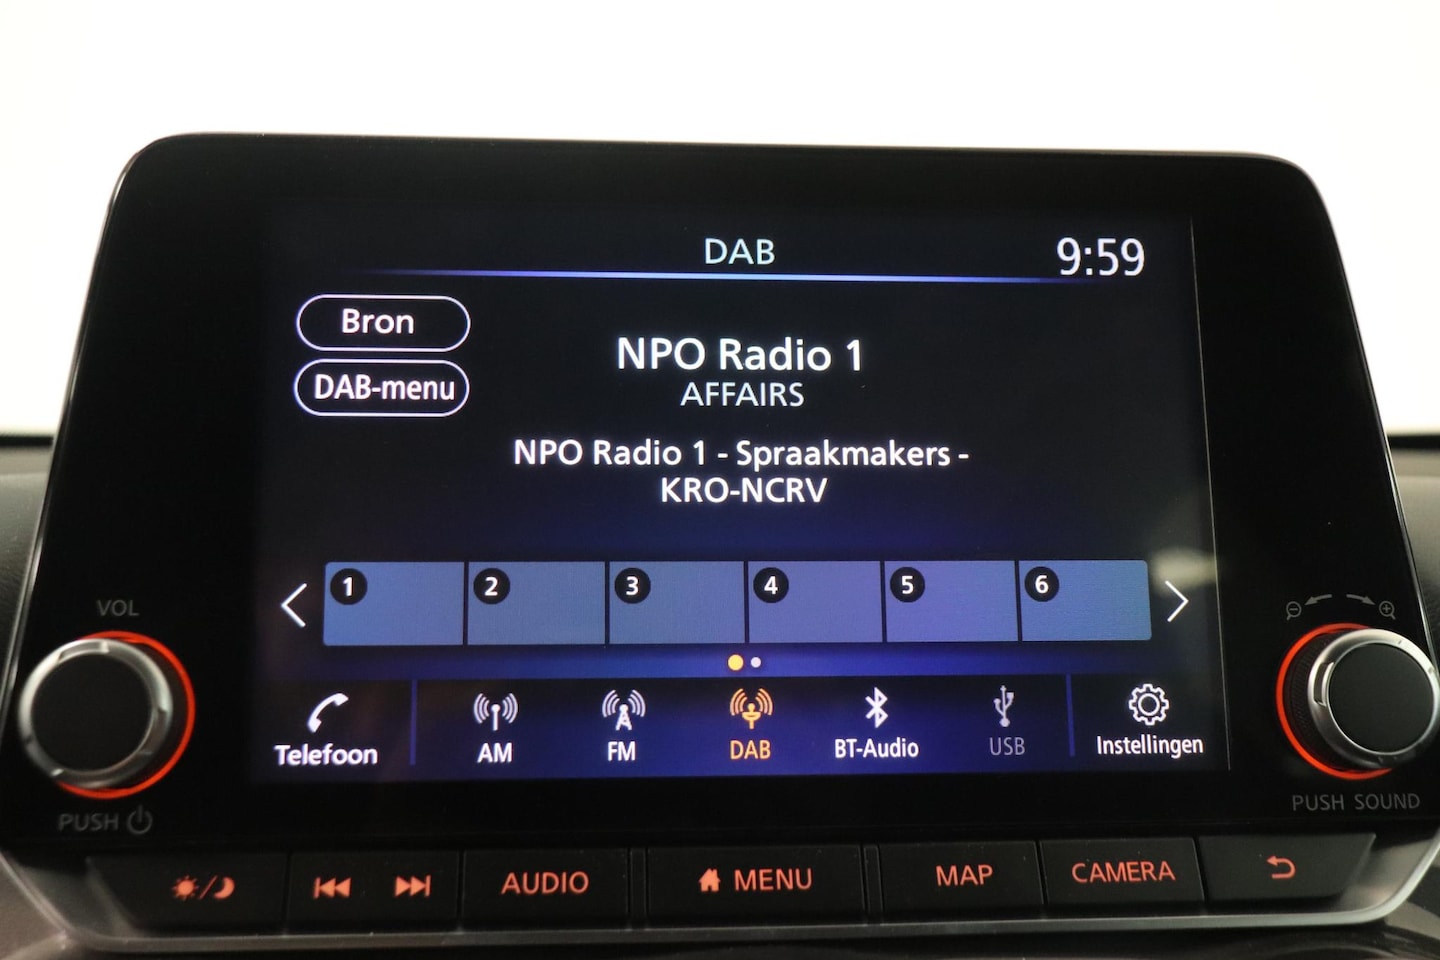 DAB
9:59
Bron
DAB-menu
NPO Radio 1
AFFAIRS
NPO Radio 1 - Spraakmakers -
KRO-NCRV
1 2 3 4 5 6
Telefoon
AM
FM
DAB
BT-Audio
USB
Instellingen
VOL
PUSH
PUSH SOUND
AUDIO
MENU
MAP
CAMERA